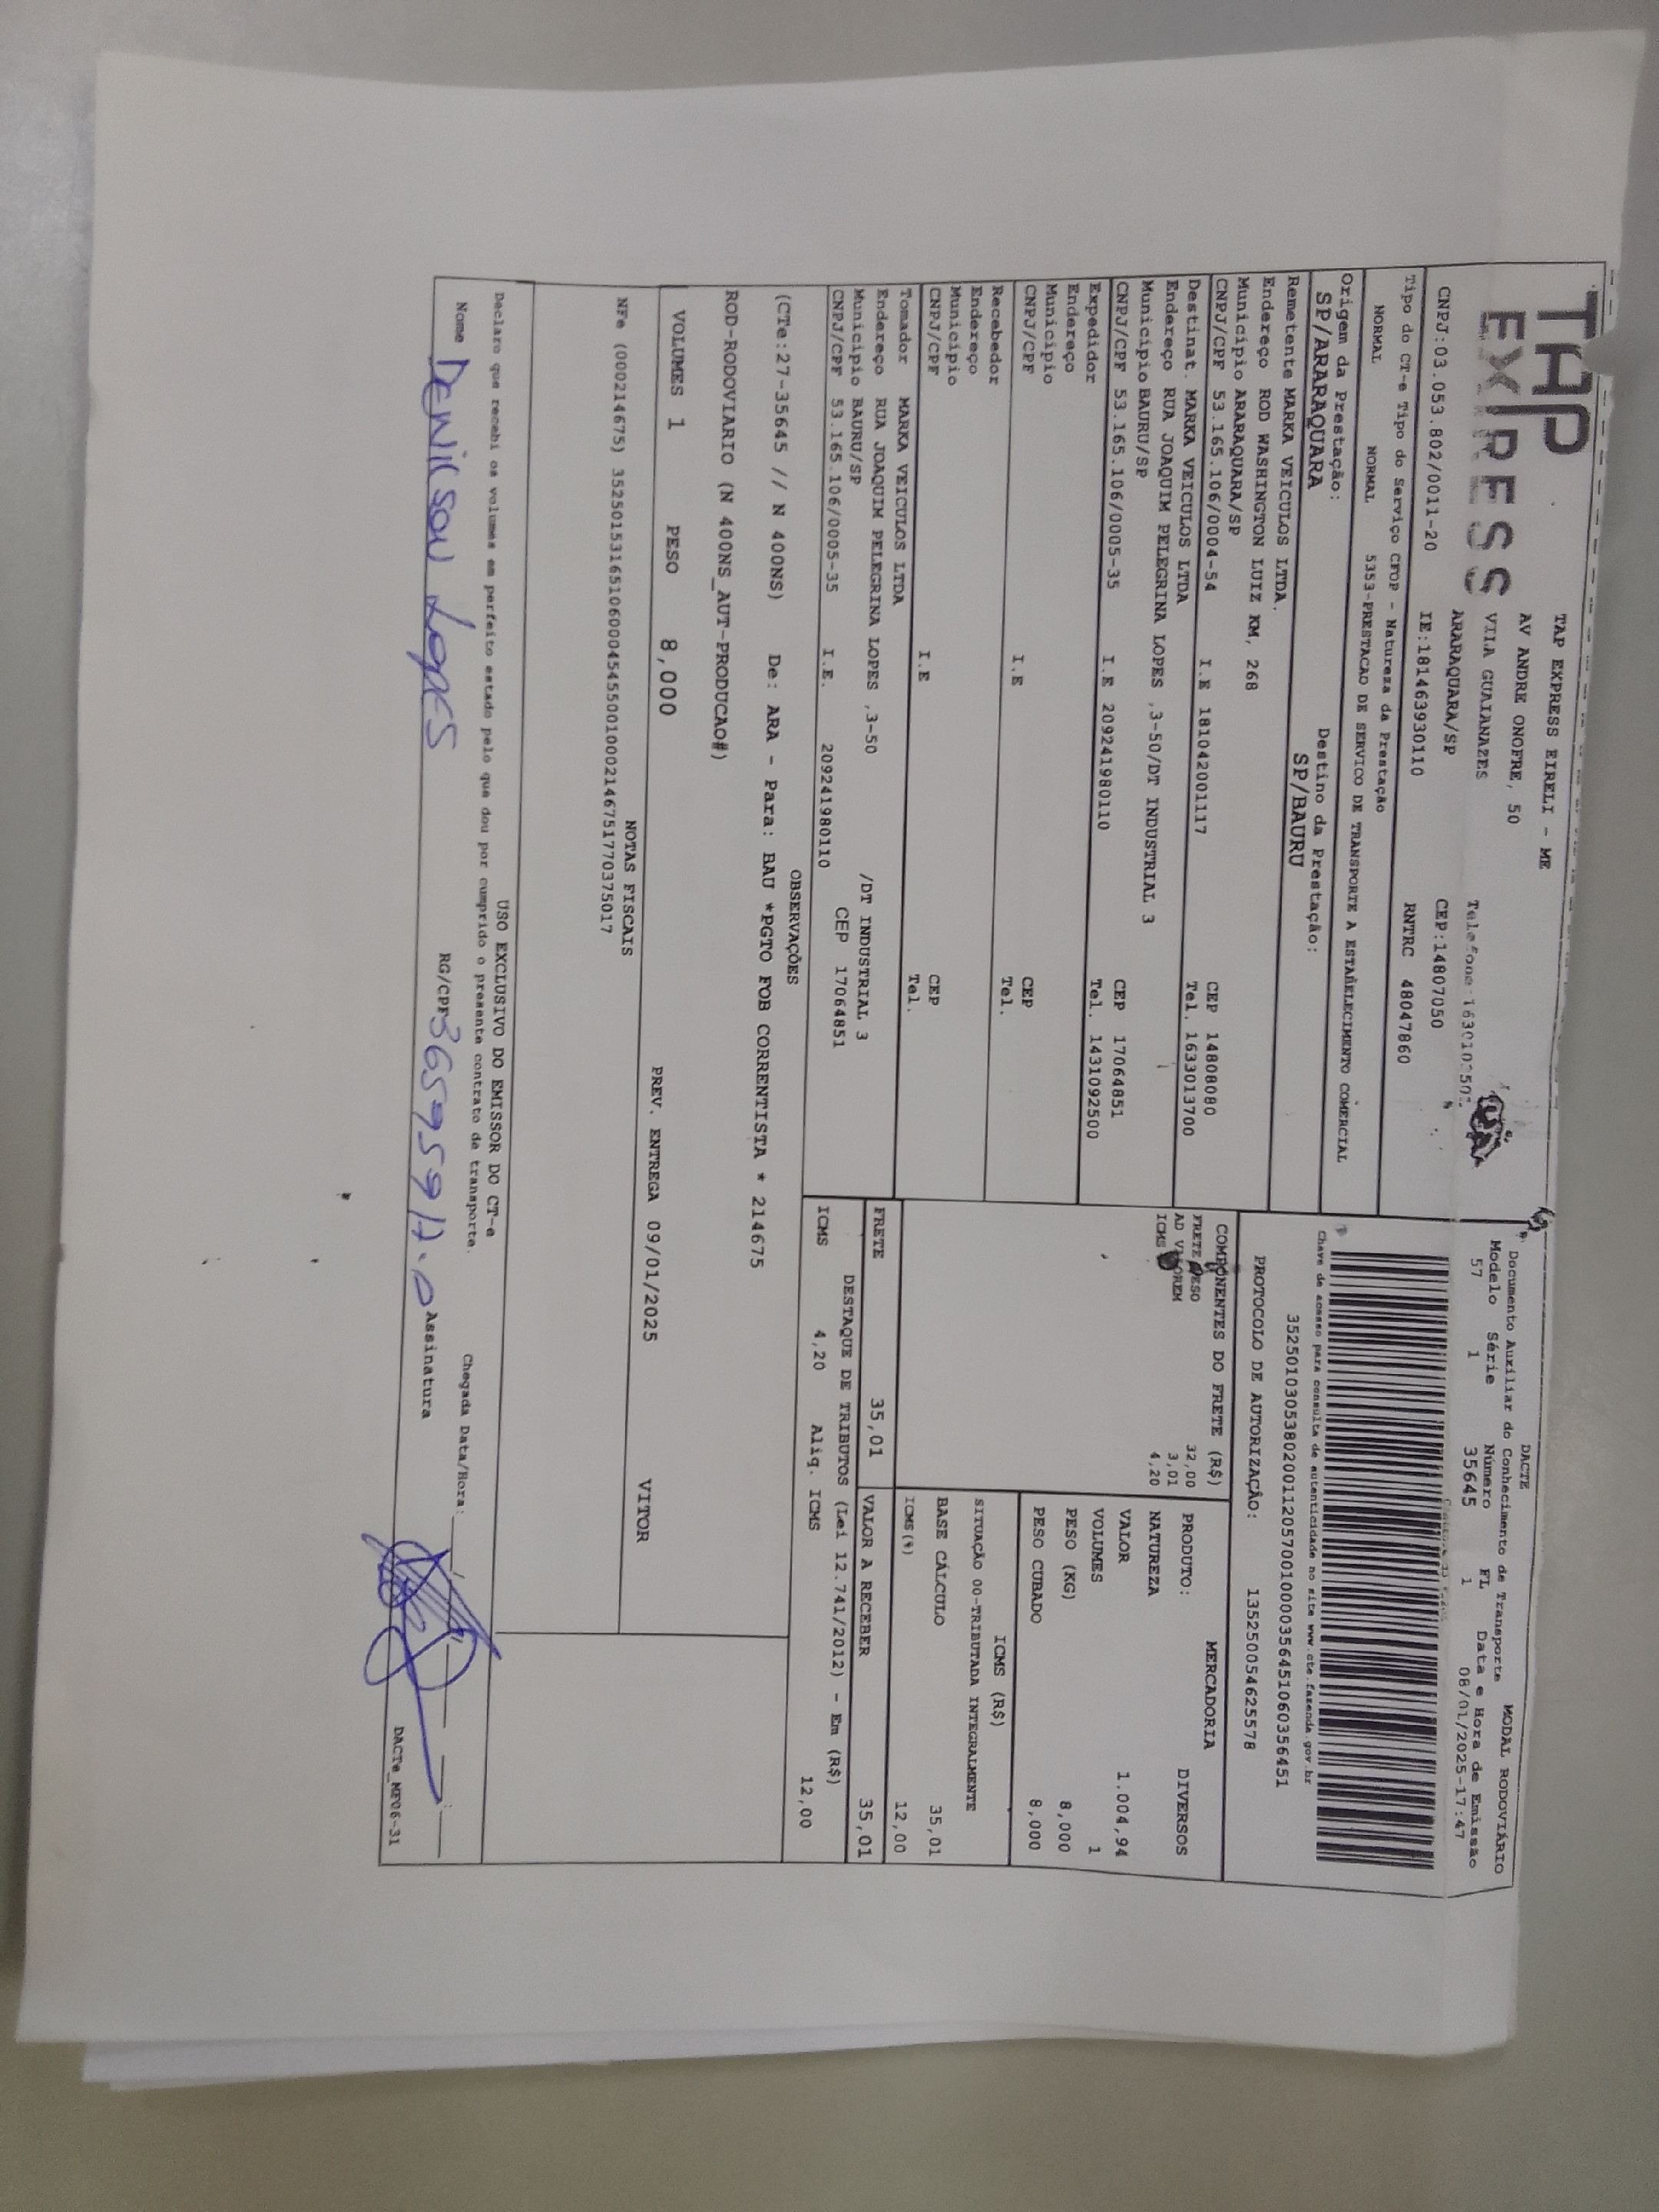 TAP
EXPRESS
TAP EXPRESS EIRELI - ME
AV ANDRE ONOFRE, 50
VILA GUAIANAZES
ARARAQUARA/SP
CEP:14807050
CNPJ:03.053.802/0011-20 IE:181463930110 RNTRC 48047860
Tipo do CT-e Tipo do Serviço CFOP - Natureza da Prestação
NORMAL NORMAL 5353-PRESTACAO DE SERVICO DE TRANSPORTE A ESTABELECIMENTO COMERCIAL
Origem da Prestação: Destino da Prestação:
SP/ARARAQUARA SP/BAURU
Remetente MARKA VEICULOS LTDA.
Endereço ROD WASHINGTON LUIZ KM, 268
Município ARARAQUARA/SP CEP 14808080
CNPJ/CPF 53.165.106/0004-54 I.E 181042001117 Tel. 1633013700
Destinat. MARKA VEICULOS LTDA
Endereço RUA JOAQUIM PELEGRINA LOPES ,3-50/DT INDUSTRIAL 3
Município BAURU/SP CEP 17064851
CNPJ/CPF 53.165.106/0005-35 I.E 209241980110 Tel. 1431092500
Expedidor
Endereço
Município CEP
CNPJ/CPF I.E Tel.
Recebedor
Endereço
Município CEP
CNPJ/CPF I.E Tel.
Tomador MARKA VEICULOS LTDA
Endereço RUA JOAQUIM PELEGRINA LOPES ,3-50 /DT INDUSTRIAL 3
Município BAURU/SP CEP 17064851
CNPJ/CPF 53.165.106/0005-35 I.E. 209241980110
DACTE
Documento Auxiliar do Conhecimento de Transporte MODAL RODOVIÁRIO
Modelo Série Número FL Data e Hora de Emissão
57 1 35645 1 08/01/2025-17:47
Chave de acesso para consulta de autenticidade no site www.cte.fazenda.gov.br
35250103053802001120570010000356451060356451
PROTOCOLO DE AUTORIZAÇÃO: 135250054625578
COMPONENTES DO FRETE (R$)
FRETE PESO 32,00
AD VALOREM 3,01
ICMS 4,20
MERCADORIA
PRODUTO: DIVERSOS
NATUREZA
VALOR 1.004,94
VOLUMES 1
PESO (KG) 8,000
PESO CUBADO 8,000
ICMS (R$)
SITUAÇÃO 00-TRIBUTADA INTEGRALMENTE
BASE CÁLCULO 35,01
ICMS(%) 12,00
FRETE 35,01 VALOR A RECEBER 35,01
DESTAQUE DE TRIBUTOS (Lei 12.741/2012) - Em (R$)
ICMS 4,20 Aliq. ICMS 12,00
OBSERVAÇÕES
(CTe:27-35645 // N 400NS) De: ARA - Para: BAU *PGTO FOB CORRENTISTA * 214675
ROD-RODOVIARIO (N 400NS_AUT-PRODUCAO#)
VOLUMES 1 PESO 8,000 PREV. ENTREGA 09/01/2025 VITOR
NOTAS FISCAIS
NFe (000214675) 35250153165106000454550010002146751770375017
USO EXCLUSIVO DO EMISSOR DO CT-e
Declaro que recebi os volumes em perfeito estado pelo que dou por cumprido o presente contrato de transporte.
Chegada Data/Hora:
Nome DENICSON LOPES RG/CPF Assinatura
DACTe_MF06-31